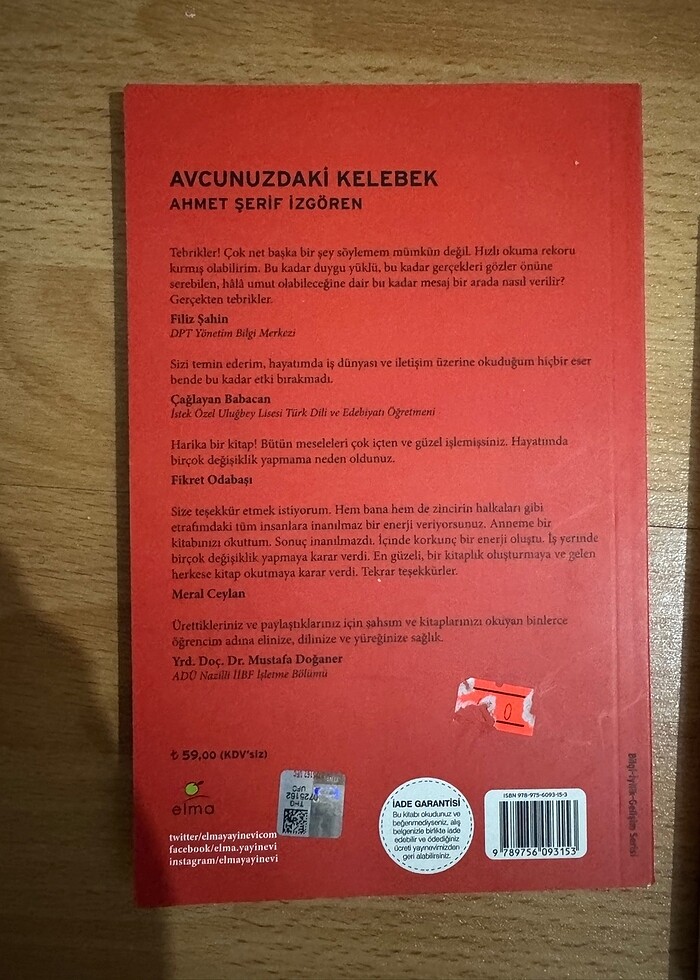 AVCUNUZDAKİ KELEBEK
AHMET ŞERİF İZGÖREN
Tebrikler! Çok net başka bir şey söylemem mümkün değil. Hızlı okuma rekoru
kırmış olabilirim. Bu kadar duygu yüklü, bu kadar gerçekleri gözler önüne
serebilen, hâlâ umut olabileceğine dair bu kadar mesaj bir arada nasıl verilir?
Gerçekten tebrikler.
Filiz Şahin
DPT Yönetim Bilgi Merkezi
Sizi temin ederim, hayatımda iş dünyası ve iletişim üzerine okuduğum hiçbir eser
bende bu kadar etki bırakmadı.
Çağlayan Babacan
İstek Özel Uluğbey Lisesi Türk Dili ve Edebiyatı Öğretmeni
Harika bir kitap! Bütün meseleleri çok içten ve güzel işlemişsiniz. Hayatımda
birçok değişiklik yapmama neden oldunuz.
Fikret Odabaşı
Size teşekkür etmek istiyorum. Hem bana hem de zincirin halkaları gibi
etrafımdaki tüm insanlara inanılmaz bir enerji veriyorsunuz. Anneme bir
kitabınızı okuttum. Sonuç inanılmazdı. İçinde korkunç bir enerji oluştu. İş yerinde
birçok değişiklik yapmaya karar verdi. En güzeli, bir kitaplık oluşturmaya ve gelen
herkese kitap okutmaya karar verdi. Tekrar teşekkürler.
Meral Ceylan
Ürettikleriniz ve paylaştıklarınız için şahsım ve kitaplarınızı okuyan binlerce
öğrencim adına elinize, dilinize ve yüreğinize sağlık.
Yrd. Doç. Dr. Mustafa Doğaner
ADÜ Nazilli İİBF İşletme Bölümü
0
₺ 59,00 (KDV'siz)
elma
twitter/elmayayinevicom
facebook/elma.yayinevi
instagram/elmayayinevi
THG
0725162
UFC
İADE GARANTİSİ
Bu kitabı okudunuz ve
beğenmediyseniz, alış
belgenizle birlikte iade
edebilir ve ödediğiniz
ücreti yayınevimizden
geri alabilirsiniz.
ISBN 978-975-6093-15-3
9 789756 093153
Bilgi-İyilik-Gelişim Serisi